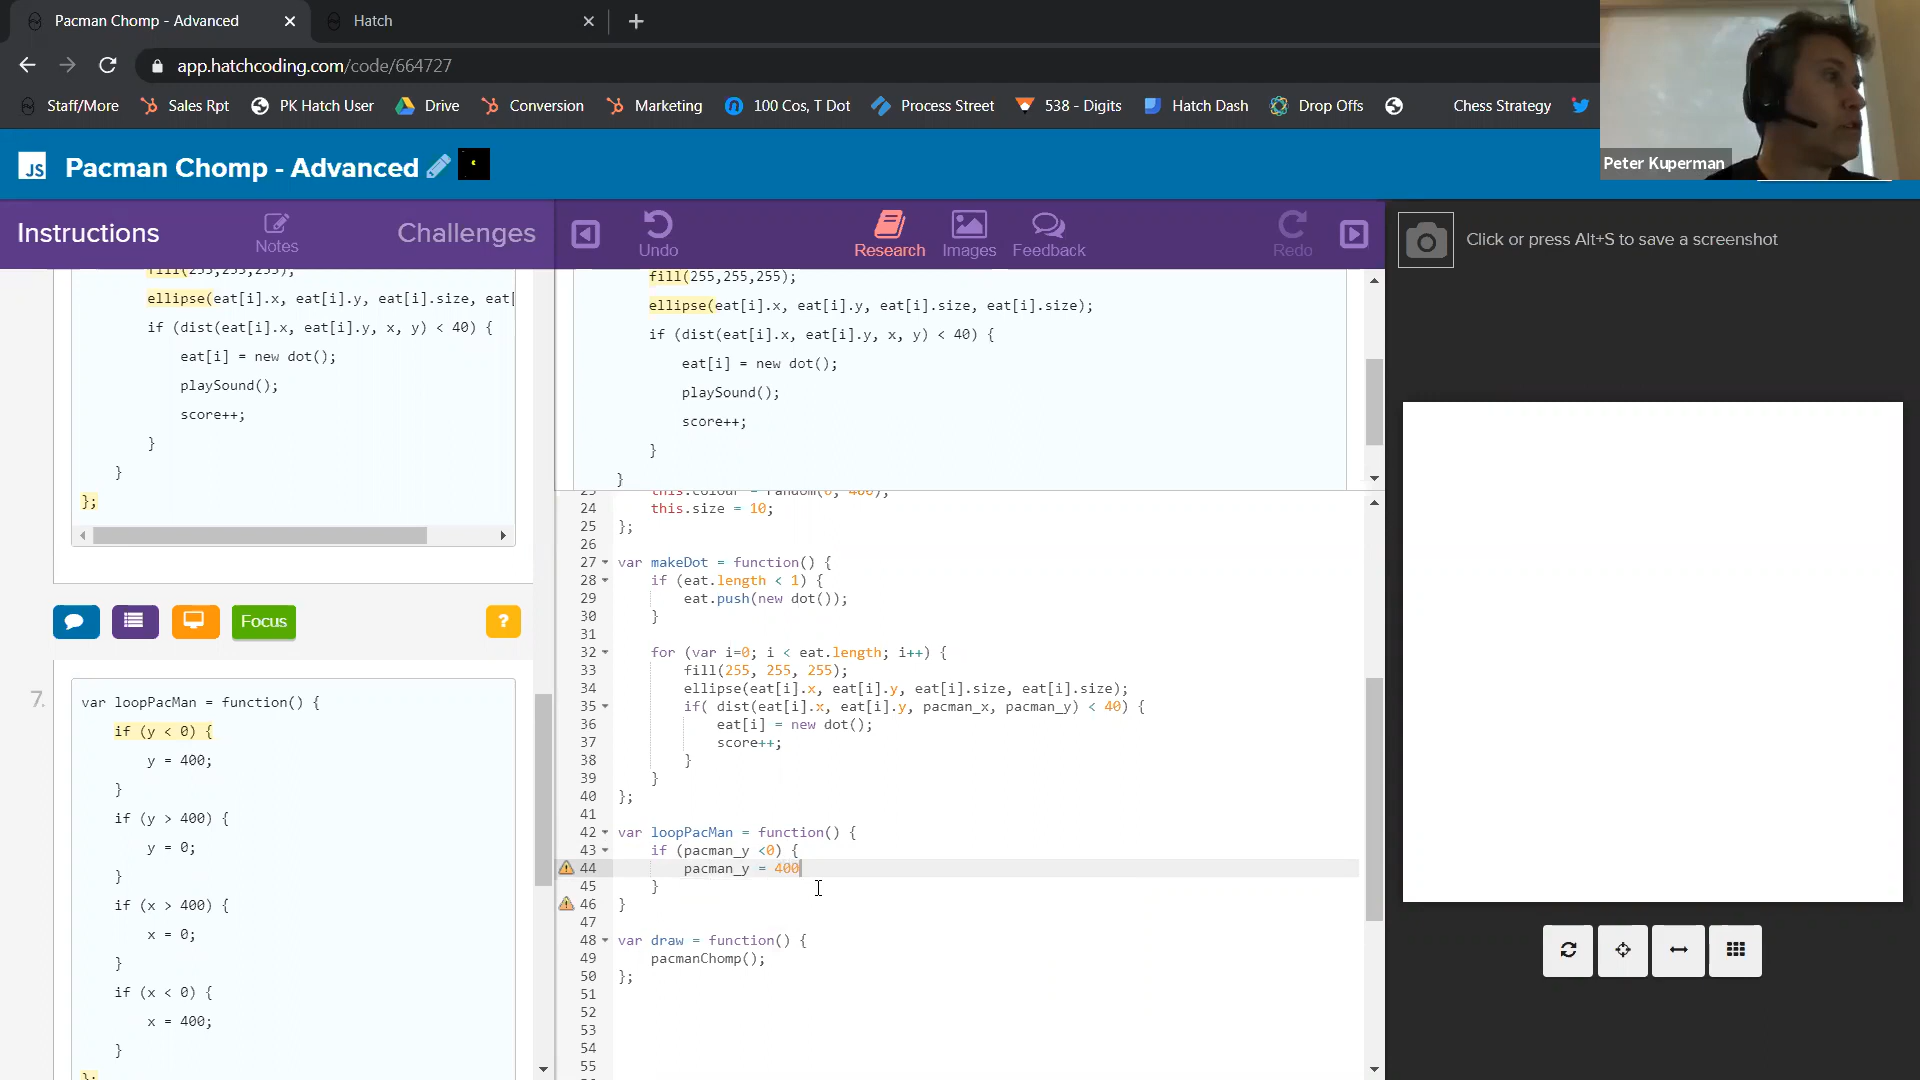 Pacman Chomp - Advanced
Hatch
app.hatchcoding.com/code/664727
Staff/More
Sales Rpt
PK Hatch User
Drive
Conversion
Marketing
100 Cos, T Dot
Process Street
538 - Digits
Hatch Dash
Drop Offs
Chess Strategy
Peter Kuperman
JS
Pacman Chomp - Advanced
Instructions
Notes
Challenges
Undo
Research
Images
Feedback
Redo
Click or press Alt+S to save a screenshot
fill(255,255,255);
ellipse(eat[i].x, eat[i].y, eat[i].size, eat[
if (dist(eat[i].x, eat[i].y, x, y) < 40) {
eat[i] = new dot();
playSound();
score++;
}
}
};
Focus
?
7.
var loopPacMan = function() {
if (y < 0) {
y = 400;
}
if (y > 400) {
y = 0;
}
if (x > 400) {
x = 0;
}
if (x < 0) {
x = 400;
}
};
fill(255,255,255);
ellipse(eat[i].x, eat[i].y, eat[i].size, eat[i].size);
if (dist(eat[i].x, eat[i].y, x, y) < 40) {
eat[i] = new dot();
playSound();
score++;
}
}
23 this.colour = random(0, 400);
24 this.size = 10;
25 };
26
27 var makeDot = function() {
28 if (eat.length < 1) {
29 eat.push(new dot());
30 }
31
32 for (var i=0; i < eat.length; i++) {
33 fill(255, 255, 255);
34 ellipse(eat[i].x, eat[i].y, eat[i].size, eat[i].size);
35 if( dist(eat[i].x, eat[i].y, pacman_x, pacman_y) < 40) {
36 eat[i] = new dot();
37 score++;
38 }
39 }
40 };
41
42 var loopPacMan = function() {
43 if (pacman_y <0) {
44 pacman_y = 400
45 }
46 }
47
48 var draw = function() {
49 pacmanChomp();
50 };
51
52
53
54
55